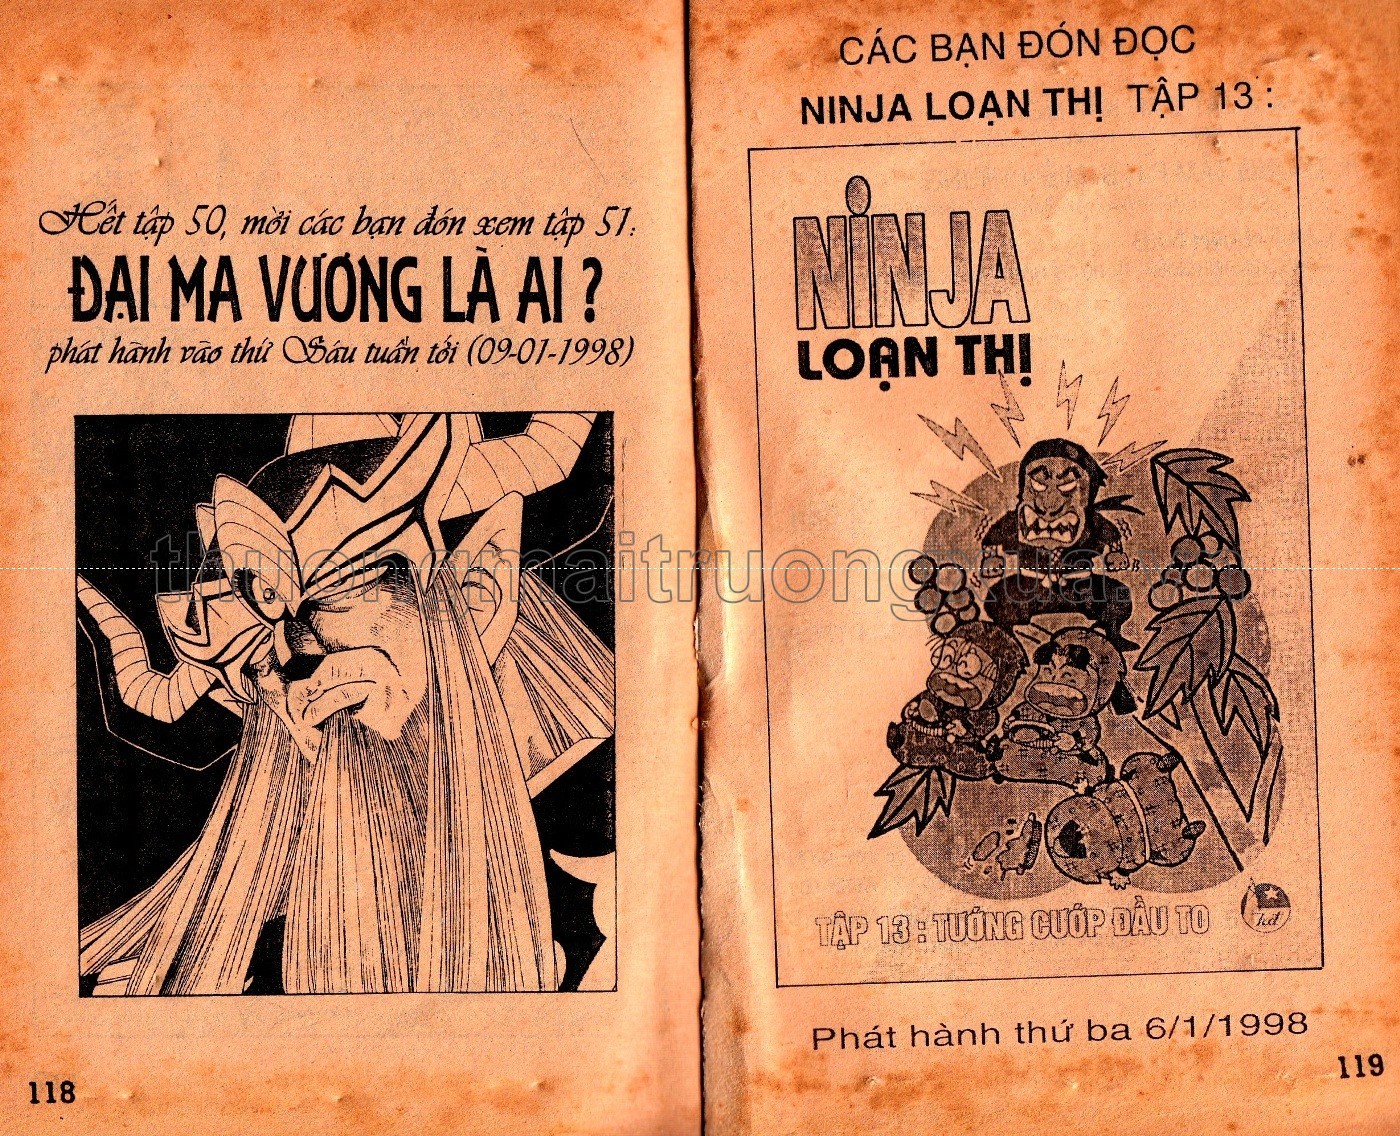 Hết tập 50, mời các bạn đón xem tập 51:
ĐẠI MA VƯƠNG LÀ AI ?
phát hành vào thứ Sáu tuần tới (09-01-1998)
118
CÁC BẠN ĐÓN ĐỌC
NINJA LOẠN THỊ TẬP 13 :
NINJA
LOẠN THỊ
TẬP 13 : TƯỚNG CƯỚP ĐẦU TO
kđ
Phát hành thứ ba 6/1/1998
119
thuongmaitruongxua.